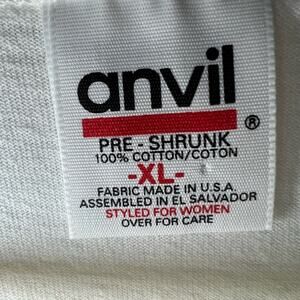 anvil®
PRE - SHRUNK
100% COTTON/COTON
-XL-
FABRIC MADE IN U.S.A.
ASSEMBLED IN EL SALVADOR
STYLED FOR WOMEN
OVER FOR CARE